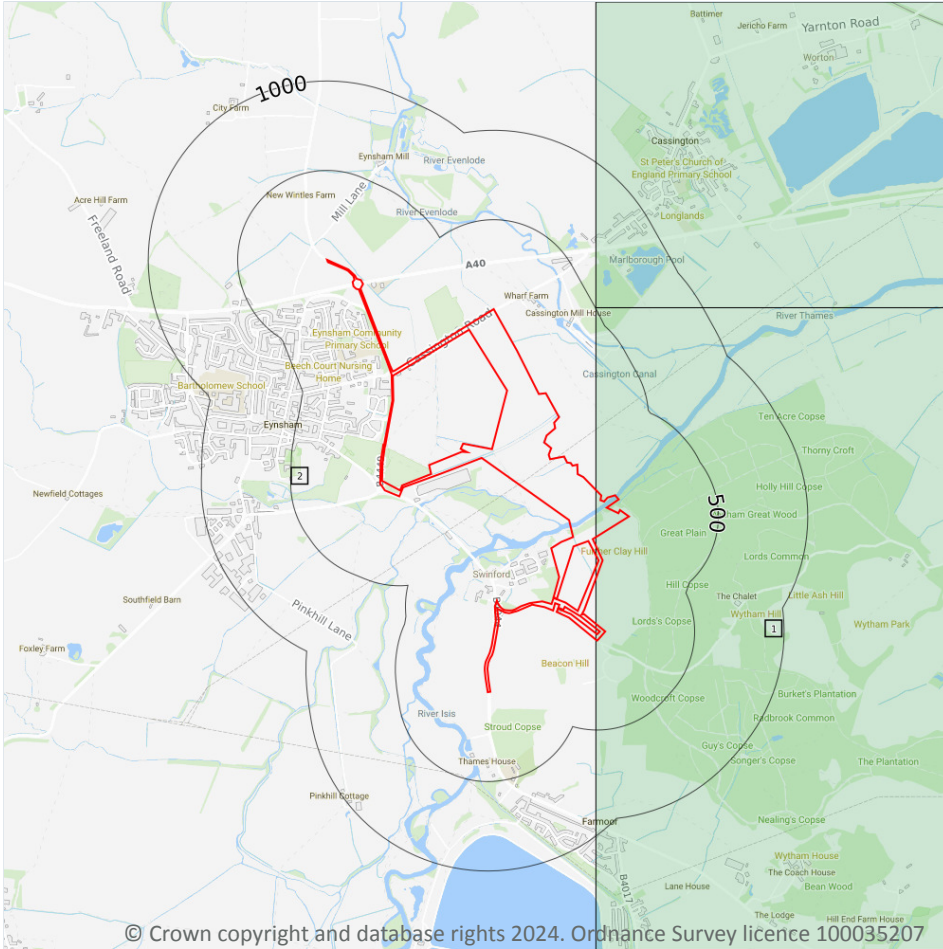 Battimer
Jericho Farm
Yarnton Road
Worton
1000
City Farm
Cassington
Eynsham Mill
River Evenlode
St Peter's Church of
England Primary School
New Wintles Farm
Mill Lane
Acre Hill Farm
Freeland Road
River Evenlode
Longlands
A40
Marlborough Pool
Wharf Farm
Cassington Mill House
River Thames
Cassington Road
Eynsham Community
Primary School
Beech Court Nursing
Home
Bartholomew School
Cassington Canal
Eynsham
Ten Acre Copse
Thorny Croft
2
Newfield Cottages
Holly Hill Copse
500
Great Plain
Further Clay Hill
Lords Common
Swinford
Hill Copse
The Chalet
Little Ash Hill
Southfield Barn
Pinkhill Lane
Wytham Hill
Lord's Copse
1
Wytham Park
Foxley Farm
Beacon Hill
Woodcroft Copse
Burket's Plantation
Radbrook Common
River Isis
Stroud Copse
Guy's Copse
Songer's Copse
The Plantation
Thames House
Pinkhill Cottage
Farmoor
Nealing's Copse
Wytham House
The Coach House
Bean Wood
Lane House
B4017
The Lodge
Hill End Farm House
© Crown copyright and database rights 2024. Ordnance Survey licence 100035207